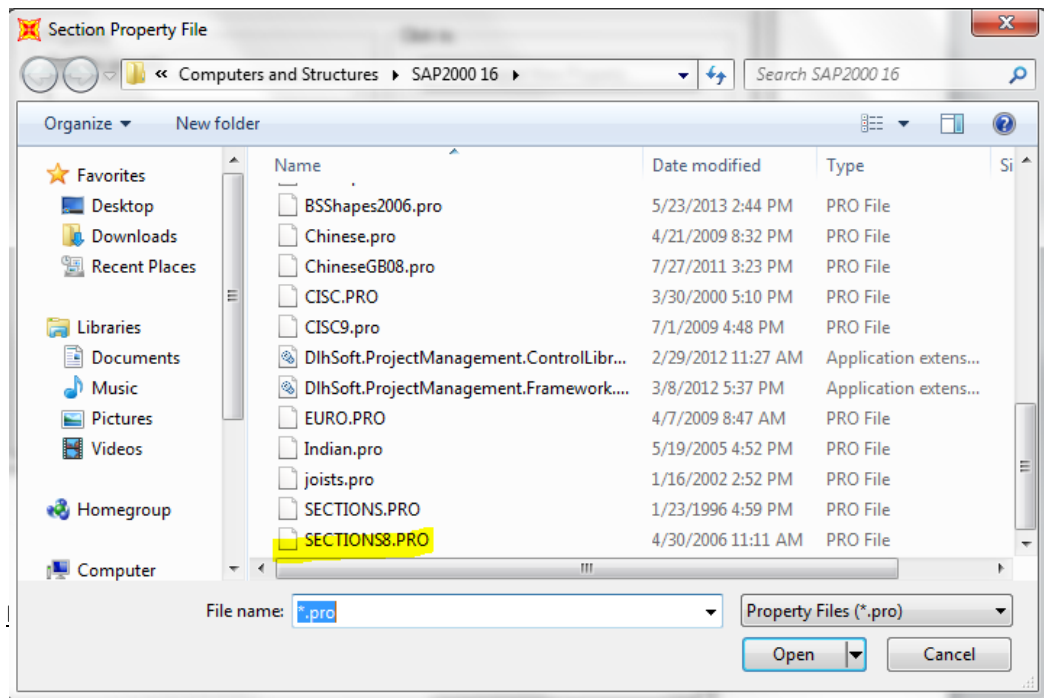 Section Property File
« Computers and Structures ▸ SAP2000 16 ▸
Search SAP2000 16
Organize New folder
Name Date modified Type Si
Favorites
Desktop
Downloads
Recent Places
Libraries
Documents
Music
Pictures
Videos
Homegroup
Computer
BSShapes2006.pro 5/23/2013 2:44 PM PRO File
Chinese.pro 4/21/2009 8:32 PM PRO File
ChineseGB08.pro 7/27/2011 3:23 PM PRO File
CISC.PRO 3/30/2000 5:10 PM PRO File
CISC9.pro 7/1/2009 4:48 PM PRO File
DlhSoft.ProjectManagement.ControlLibr... 2/29/2012 11:27 AM Application extens...
DlhSoft.ProjectManagement.Framework.... 3/8/2012 5:37 PM Application extens...
EURO.PRO 4/7/2009 8:47 AM PRO File
Indian.pro 5/19/2005 4:52 PM PRO File
joists.pro 1/16/2002 2:52 PM PRO File
SECTIONS.PRO 1/23/1996 4:59 PM PRO File
SECTIONS8.PRO 4/30/2006 11:11 AM PRO File
File name: *.pro Property Files (*.pro)
Open Cancel